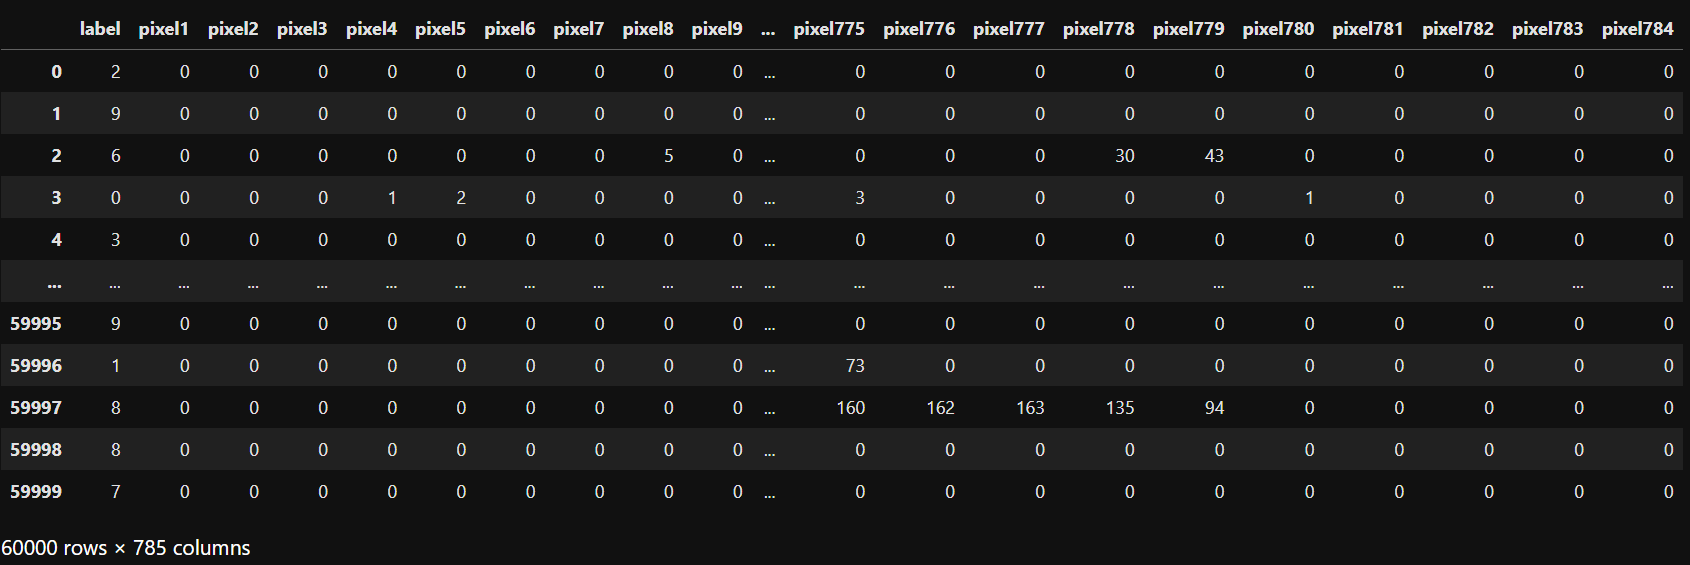 label pixel1 pixel2 pixel3 pixel4 pixel5 pixel6 pixel7 pixel8 pixel9 ... pixel775 pixel776 pixel777 pixel778 pixel779 pixel780 pixel781 pixel782 pixel783 pixel784
0 2 0 0 0 0 0 0 0 0 0 ... 0 0 0 0 0 0 0 0 0 0
1 9 0 0 0 0 0 0 0 0 0 ... 0 0 0 0 0 0 0 0 0 0
2 6 0 0 0 0 0 0 0 5 0 ... 0 0 0 30 43 0 0 0 0 0
3 0 0 0 0 1 2 0 0 0 0 ... 3 0 0 0 0 1 0 0 0 0
4 3 0 0 0 0 0 0 0 0 0 ... 0 0 0 0 0 0 0 0 0 0
... ... ... ... ... ... ... ... ... ... ... ... ... ... ... ... ... ... ... ... ... ...
59995 9 0 0 0 0 0 0 0 0 0 ... 0 0 0 0 0 0 0 0 0 0
59996 1 0 0 0 0 0 0 0 0 0 ... 73 0 0 0 0 0 0 0 0 0
59997 8 0 0 0 0 0 0 0 0 0 ... 160 162 163 135 94 0 0 0 0 0
59998 8 0 0 0 0 0 0 0 0 0 ... 0 0 0 0 0 0 0 0 0 0
59999 7 0 0 0 0 0 0 0 0 0 ... 0 0 0 0 0 0 0 0 0 0
60000 rows × 785 columns